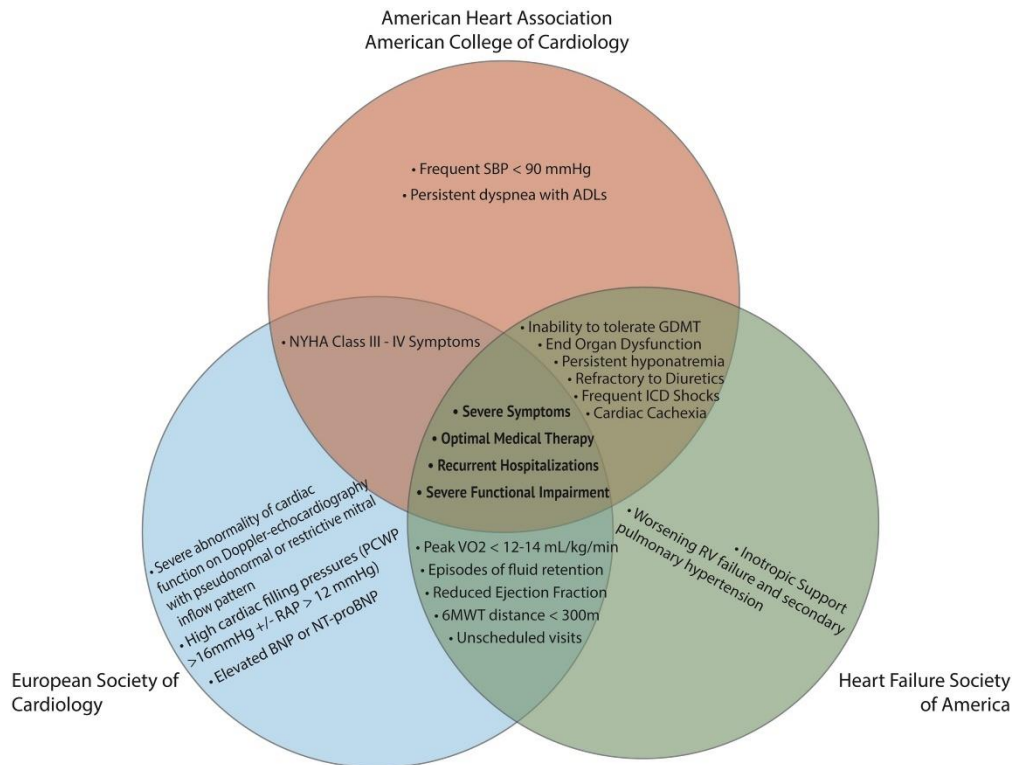 American Heart Association
American College of Cardiology
• Frequent SBP < 90 mmHg
• Persistent dyspnea with ADLs
• NYHA Class III - IV Symptoms
• Inability to tolerate GDMT
• End Organ Dysfunction
• Persistent hyponatremia
• Refractory to Diuretics
• Frequent ICD Shocks
• Cardiac Cachexia
• Severe Symptoms
• Optimal Medical Therapy
• Recurrent Hospitalizations
• Severe Functional Impairment
• Severe abnormality of cardiac
function on Doppler-echocardiography
with pseudonormal or restrictive mitral
inflow pattern
• High cardiac filling pressures (PCWP
>16mmHg +/- RAP > 12 mmHg)
• Elevated BNP or NT-proBNP
• Peak VO2 < 12-14 mL/kg/min
• Episodes of fluid retention
• Reduced Ejection Fraction
• 6MWT distance < 300m
• Unscheduled visits
• Inotropic Support
• Worsening RV failure and secondary
pulmonary hypertension
European Society of
Cardiology
Heart Failure Society
of America